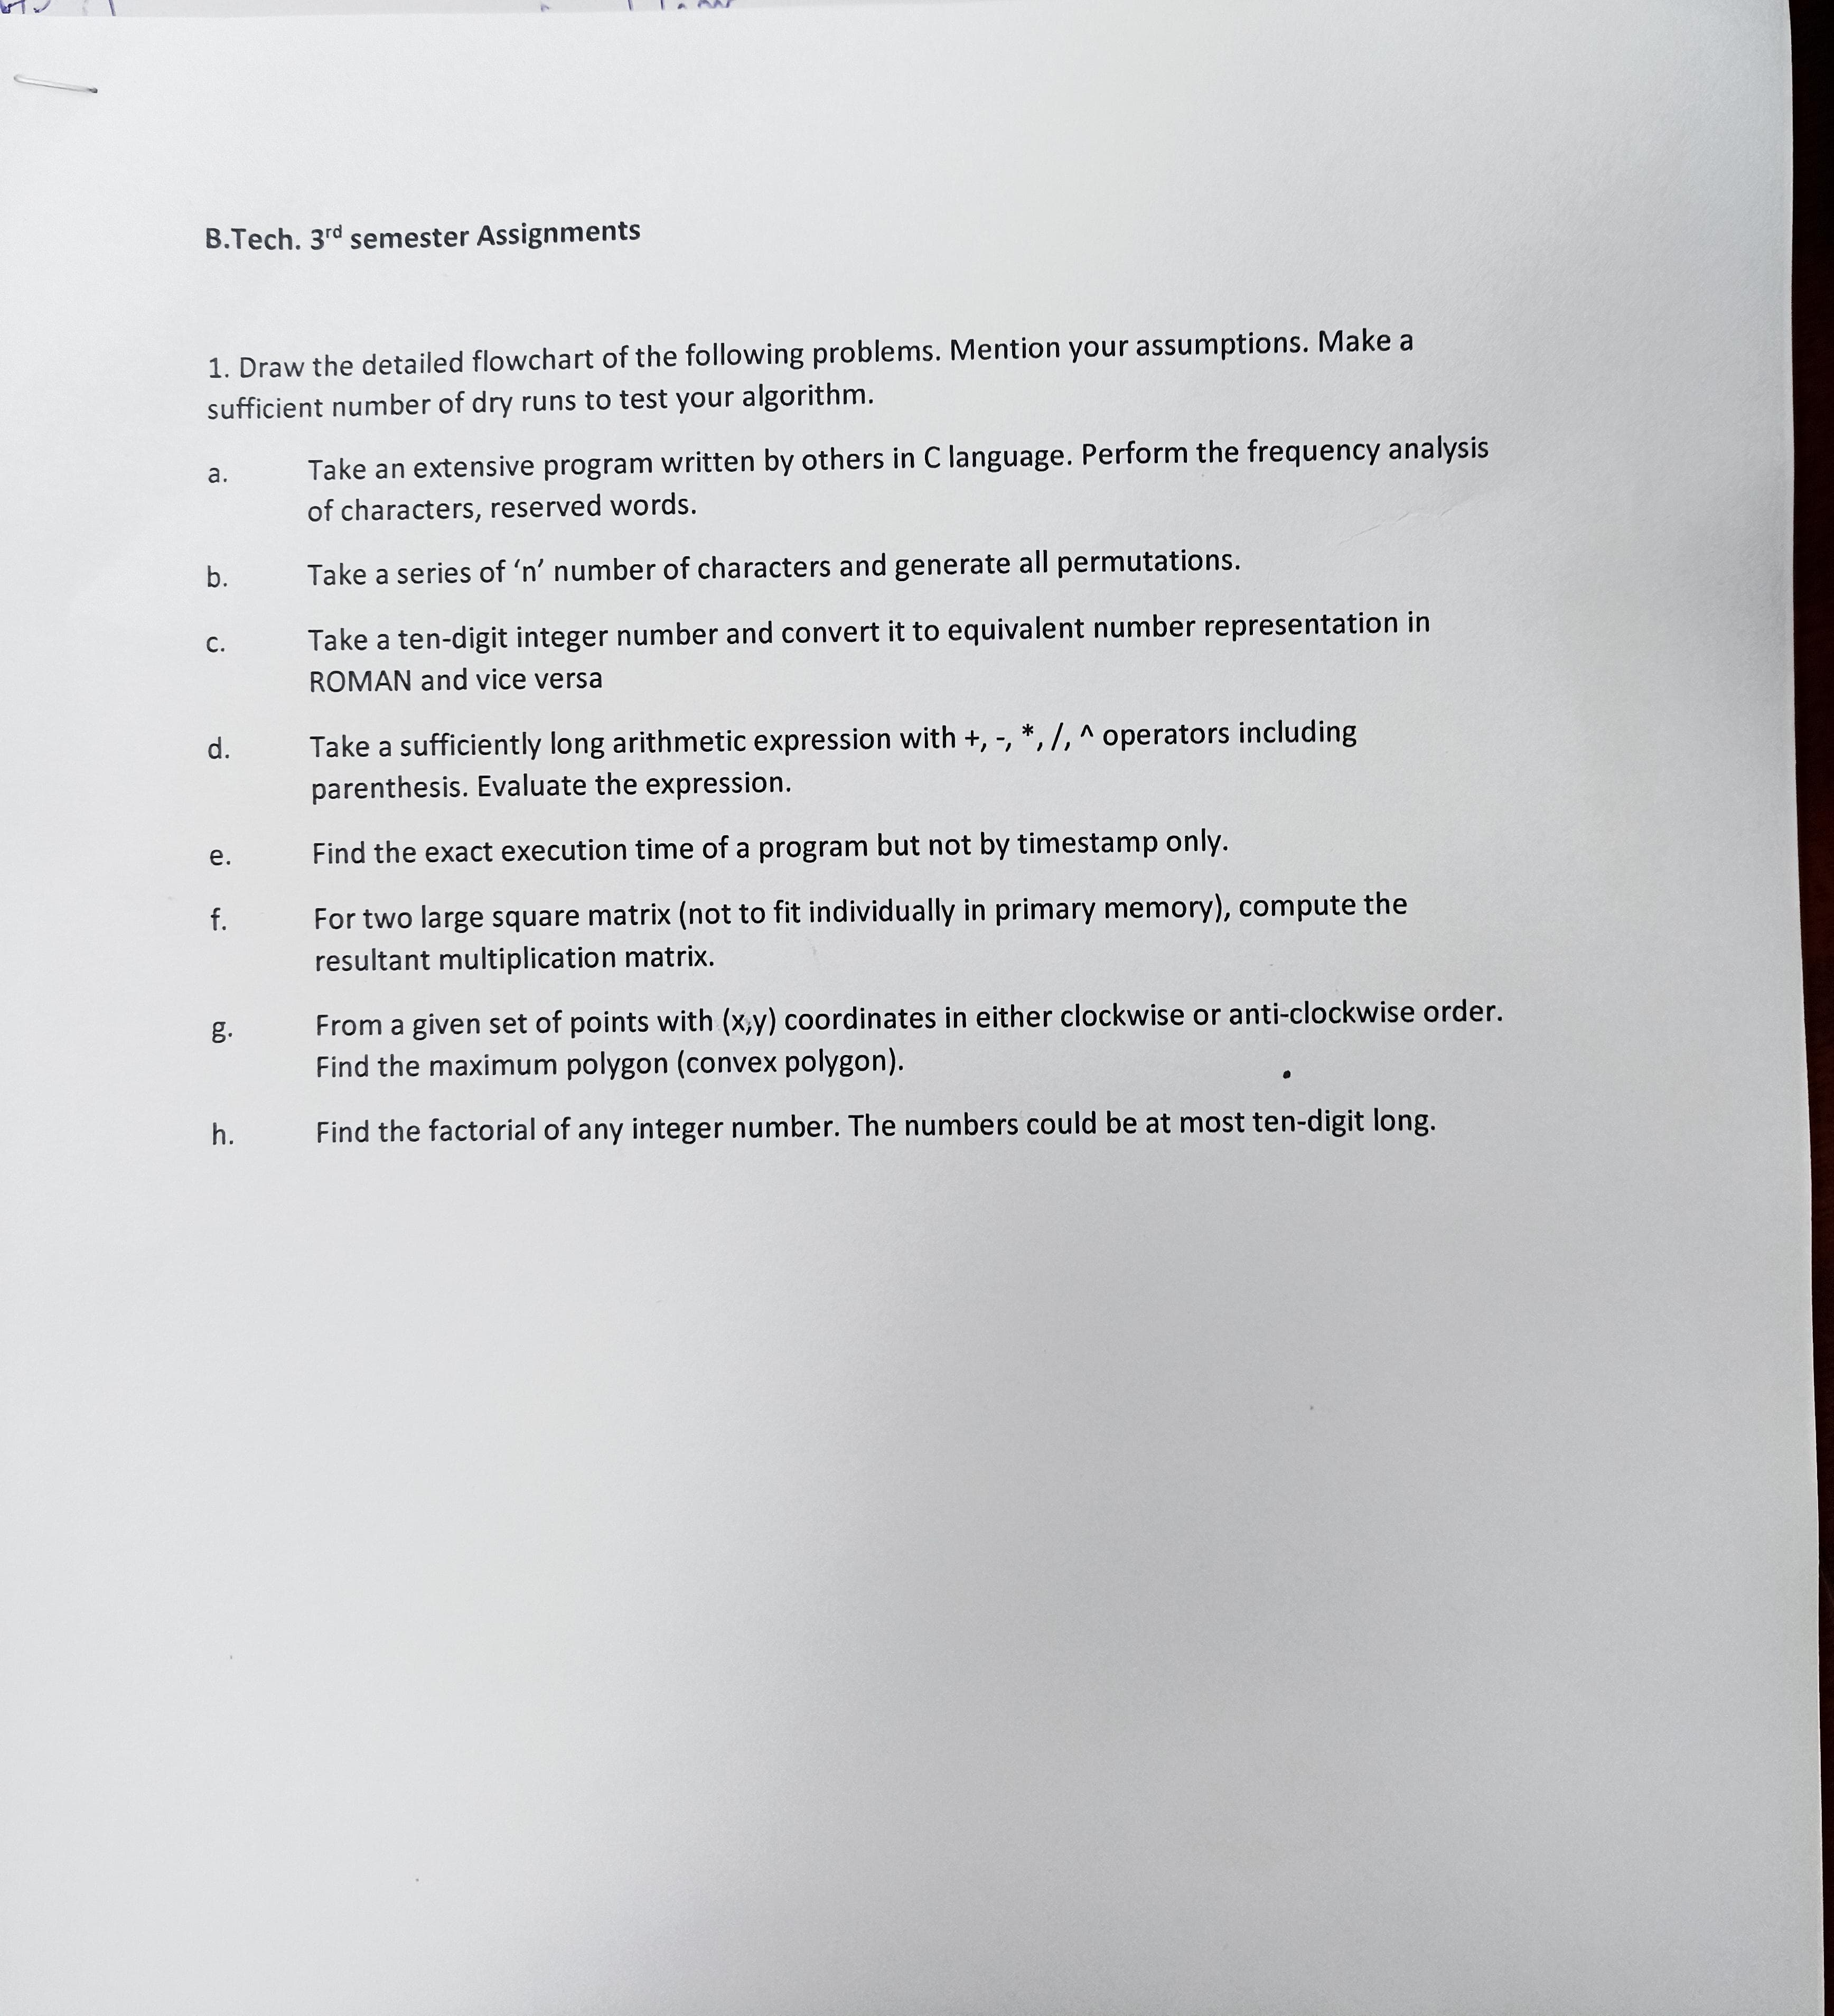 B.Tech. 3rd semester Assignments
1. Draw the detailed flowchart of the following problems. Mention your assumptions. Make a
sufficient number of dry runs to test your algorithm.
a. Take an extensive program written by others in C language. Perform the frequency analysis
of characters, reserved words.
b. Take a series of ‘n’ number of characters and generate all permutations.
c. Take a ten-digit integer number and convert it to equivalent number representation in
ROMAN and vice versa
d. Take a sufficiently long arithmetic expression with +, -, *, /, ^ operators including
parenthesis. Evaluate the expression.
e. Find the exact execution time of a program but not by timestamp only.
f. For two large square matrix (not to fit individually in primary memory), compute the
resultant multiplication matrix.
g. From a given set of points with (x,y) coordinates in either clockwise or anti-clockwise order.
Find the maximum polygon (convex polygon).
h. Find the factorial of any integer number. The numbers could be at most ten-digit long.